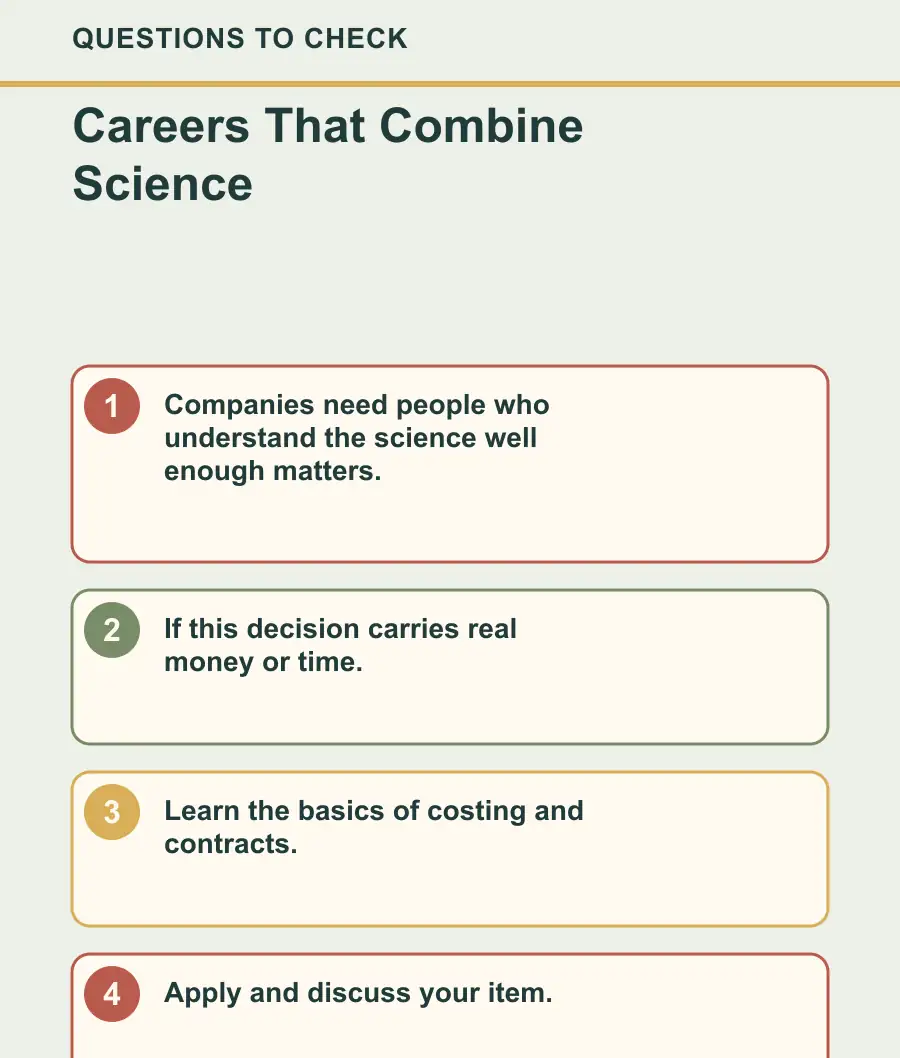 QUESTIONS TO CHECK
Careers That Combine
Science
1
Companies need people who
understand the science well
enough matters.
2
If this decision carries real
money or time.
3
Learn the basics of costing and
contracts.
4
Apply and discuss your item.